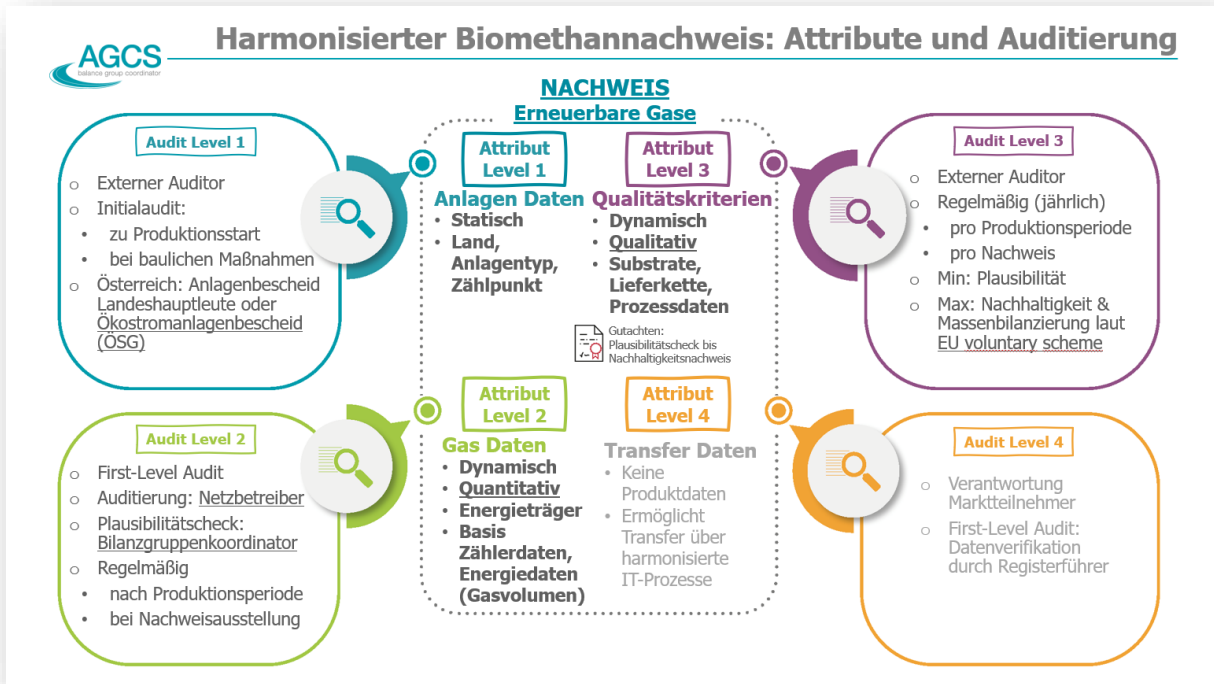 AGCS
balance group coordinator
Harmonisierter Biomethannachweis: Attribute und Auditierung
NACHWEIS
Erneuerbare Gase
Audit Level 1
o Externer Auditor
o Initialaudit:
• zu Produktionsstart
• bei baulichen Maßnahmen
o Österreich: Anlagenbescheid
Landeshauptleute oder
Ökostromanlagenbescheid
(ÖSG)
Attribut
Level 1
Anlagen Daten
• Statisch
• Land,
Anlagentyp,
Zählpunkt
Attribut
Level 3
Qualitätskriterien
• Dynamisch
• Qualitativ
• Substrate,
Lieferkette,
Prozessdaten
Gutachten:
Plausibilitätscheck bis
Nachhaltigkeitsnachweis
Audit Level 3
o Externer Auditor
o Regelmäßig (jährlich)
• pro Produktionsperiode
• pro Nachweis
o Min: Plausibilität
o Max: Nachhaltigkeit &
Massenbilanzierung laut
EU voluntary scheme
Audit Level 2
o First-Level Audit
o Auditierung: Netzbetreiber
o Plausibilitätscheck:
Bilanzgruppenkoordinator
o Regelmäßig
• nach Produktionsperiode
• bei Nachweisausstellung
Attribut
Level 2
Gas Daten
• Dynamisch
• Quantitativ
• Energieträger
• Basis
Zählerdaten,
Energiedaten
(Gasvolumen)
Attribut
Level 4
Transfer Daten
• Keine
Produktdaten
• Ermöglicht
Transfer über
harmonisierte
IT-Prozesse
Audit Level 4
o Verantwortung
Marktteilnehmer
o First-Level Audit:
Datenverifikation
durch Registerführer